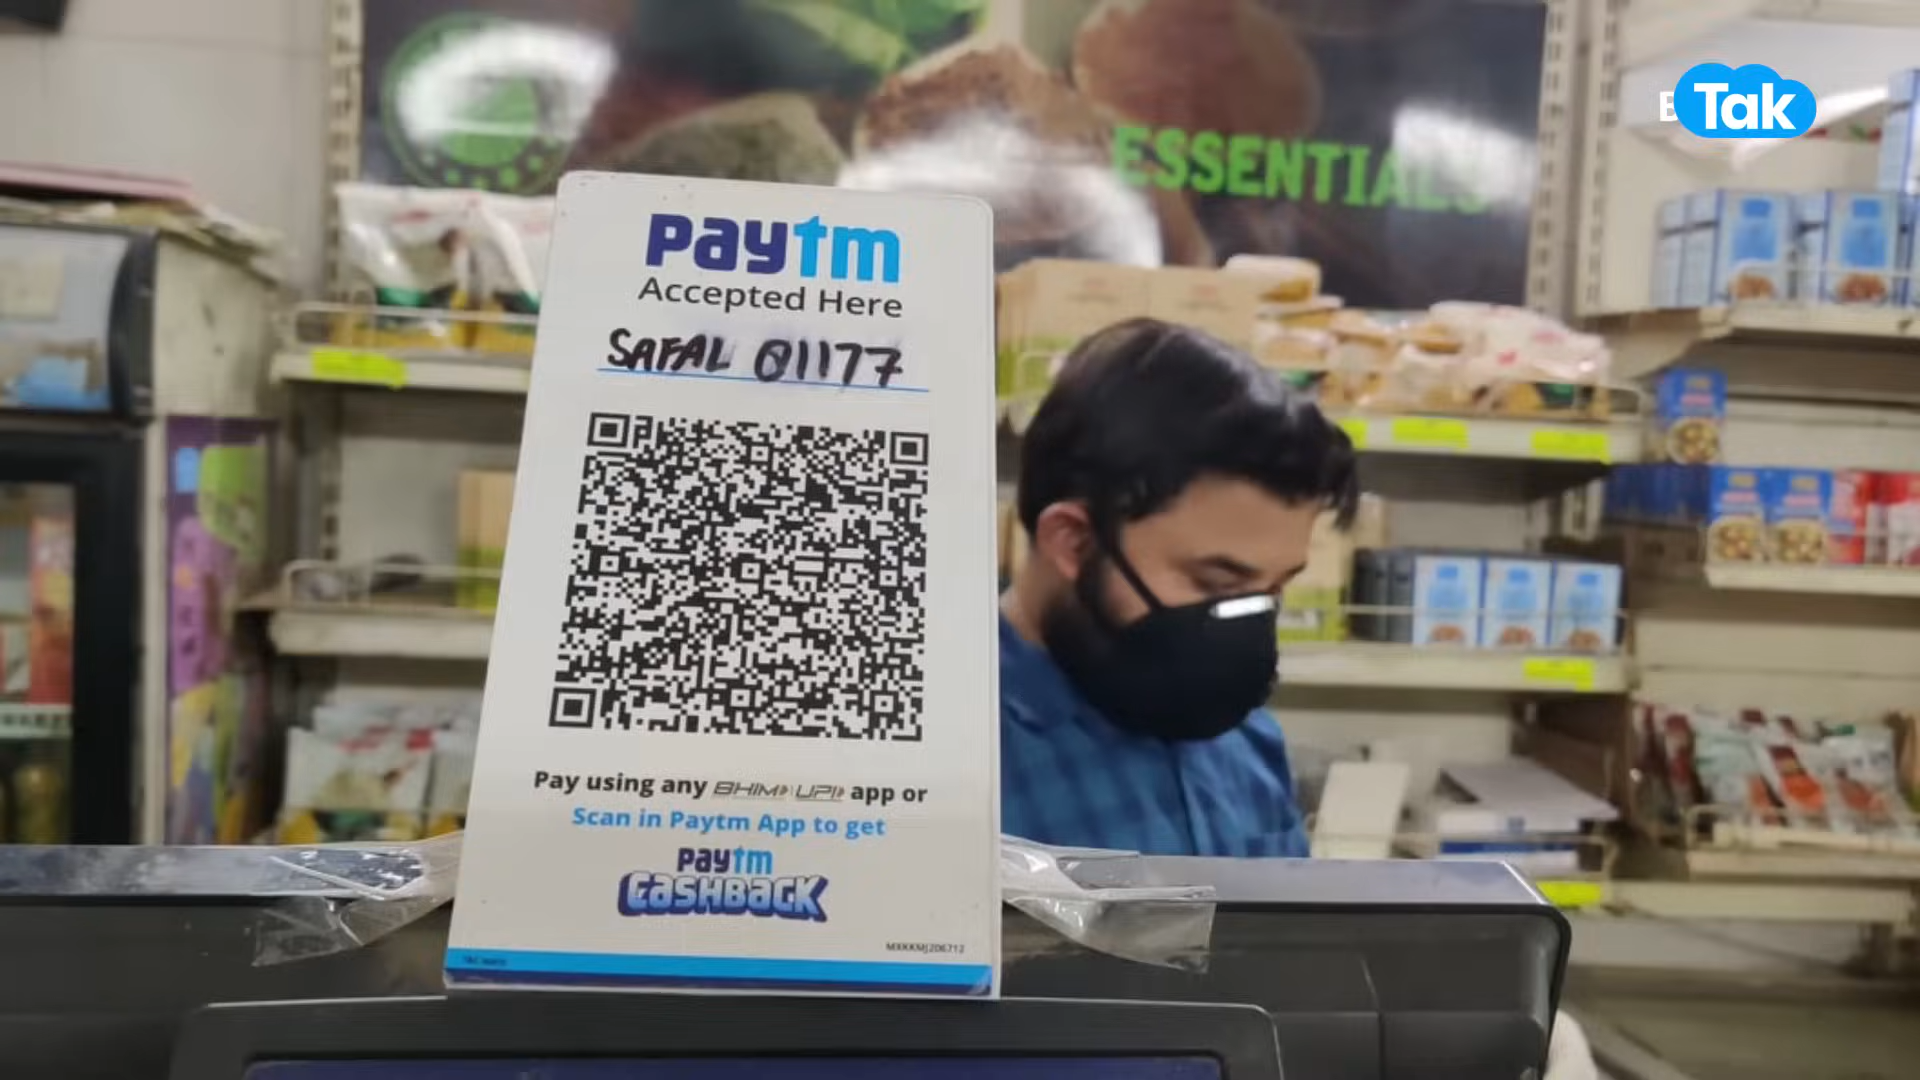 Tak
ESSENTIALS
paytm
Accepted Here
SAFAL 01177
Pay using any BHIM UPI app or
Scan in Paytm App to get
paytm
CASHBACK
MXKKMJ206712